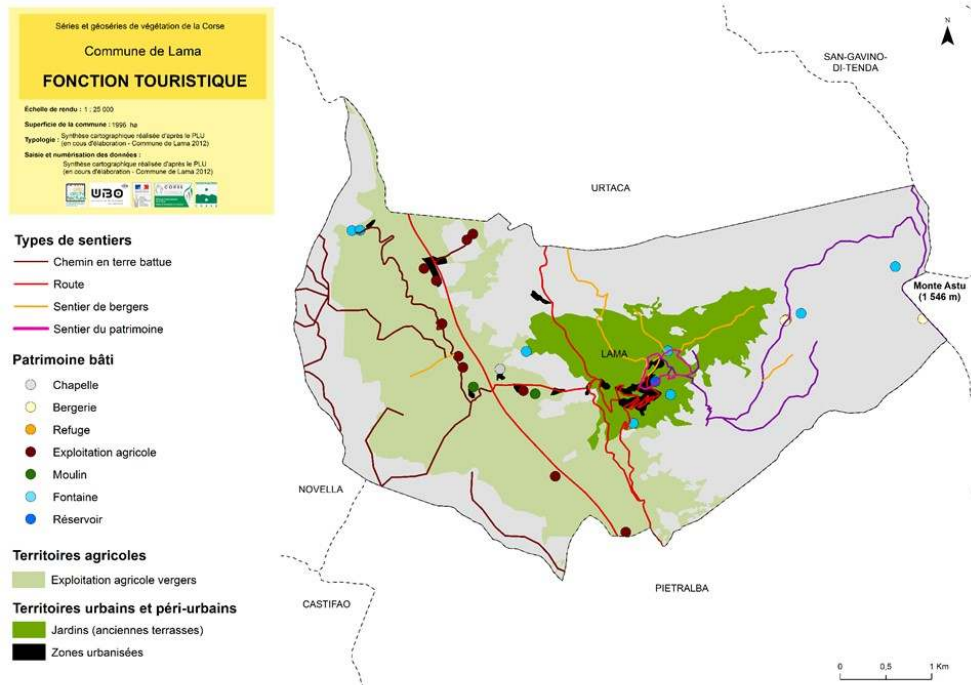 Séries et géoséries de végétation de la Corse
Commune de Lama
FONCTION TOURISTIQUE
Échelle de rendu : 1 : 25 000
Superficie de la commune : 1996 ha
Typologie : Synthèse cartographique réalisée d'après le PLU
(en cous d'élaboration - Commune de Lama 2012)
Saisie et numérisation des données :
Synthèse cartographique réalisée d'après le PLU
(en cous d'élaboration - Commune de Lama 2012)
UBO
Types de sentiers
Chemin en terre battue
Route
Sentier de bergers
Sentier du patrimoine
Patrimoine bâti
Chapelle
Bergerie
Refuge
Exploitation agricole
Moulin
Fontaine
Réservoir
Territoires agricoles
Exploitation agricole vergers
Territoires urbains et péri-urbains
Jardins (anciennes terrasses)
Zones urbanisées
N
SAN-GAVINO-
DI-TENDA
URTACA
Monte Astu
(1 546 m)
LAMA
NOVELLA
PIETRALBA
CASTIFAO
0 0,5 1 Km